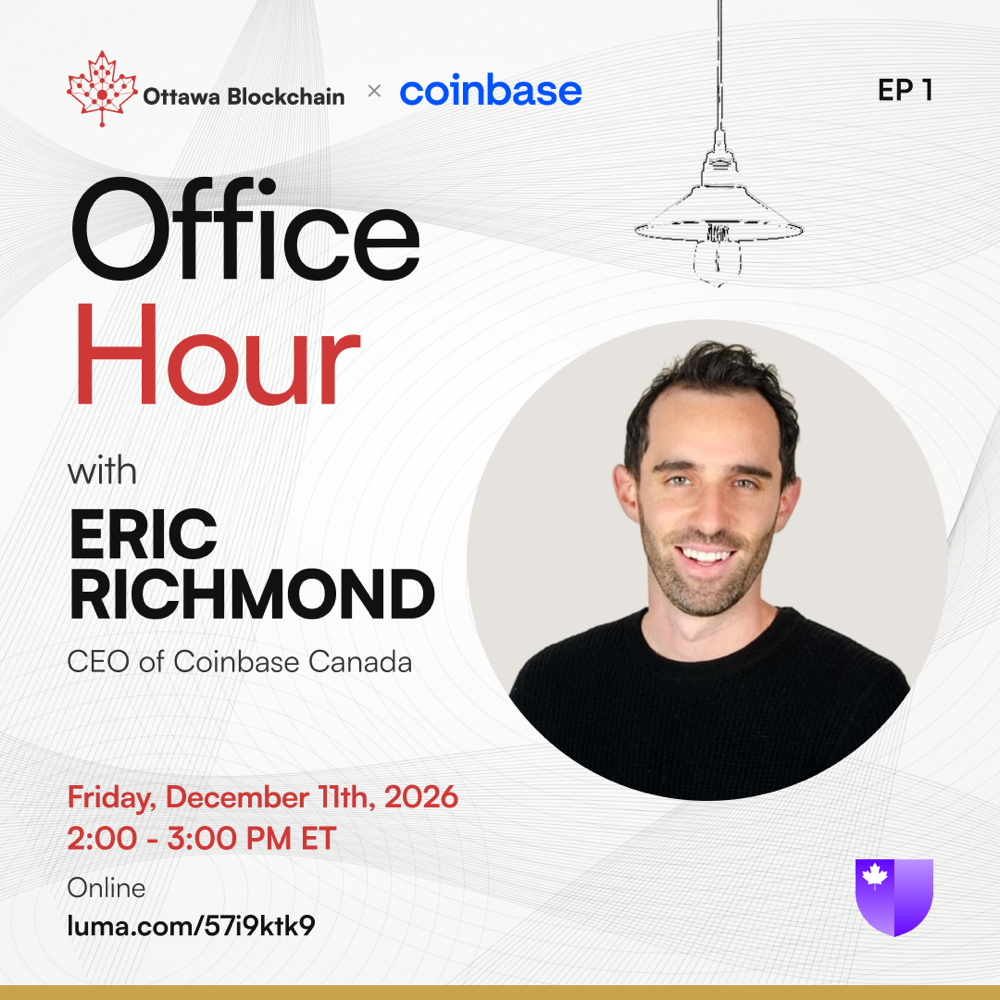 Ottawa Blockchain × coinbase
EP 1
Office
Hour
with
ERIC
RICHMOND
CEO of Coinbase Canada
Friday, December 11th, 2026
2:00 - 3:00 PM ET
Online
luma.com/57i9ktk9